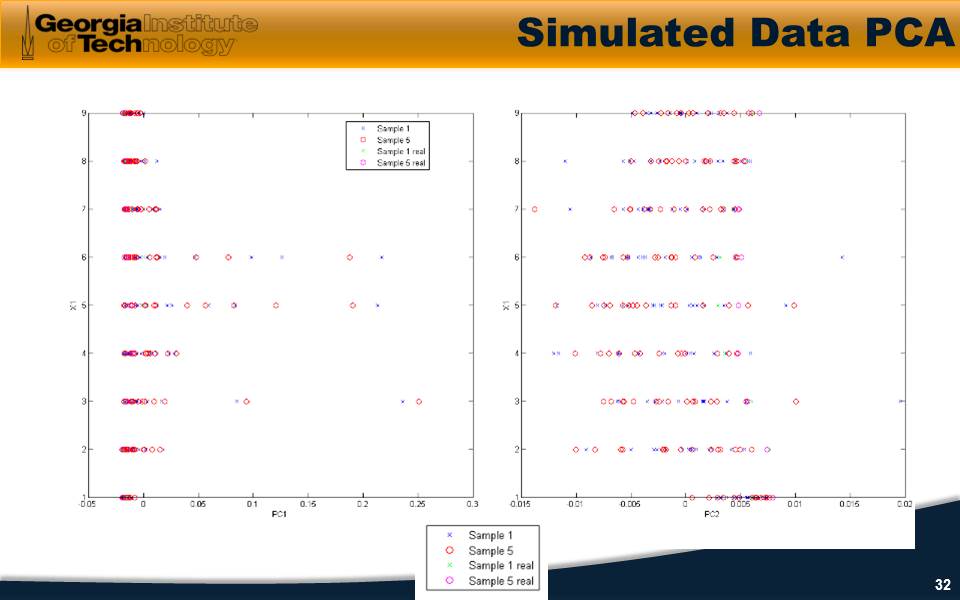 Georgia Institute
of Technology
Simulated Data PCA
9
8
7
6
5
4
3
2
1
X1
-0.05 0 0.05 0.1 0.15 0.2 0.25 0.3
PC1
Sample 1
Sample 5
Sample 1 real
Sample 5 real
9
8
7
6
5
4
3
2
1
X1
-0.015 -0.01 -0.005 0 0.005 0.01 0.015 0.02
PC2
Sample 1
Sample 5
Sample 1 real
Sample 5 real
32